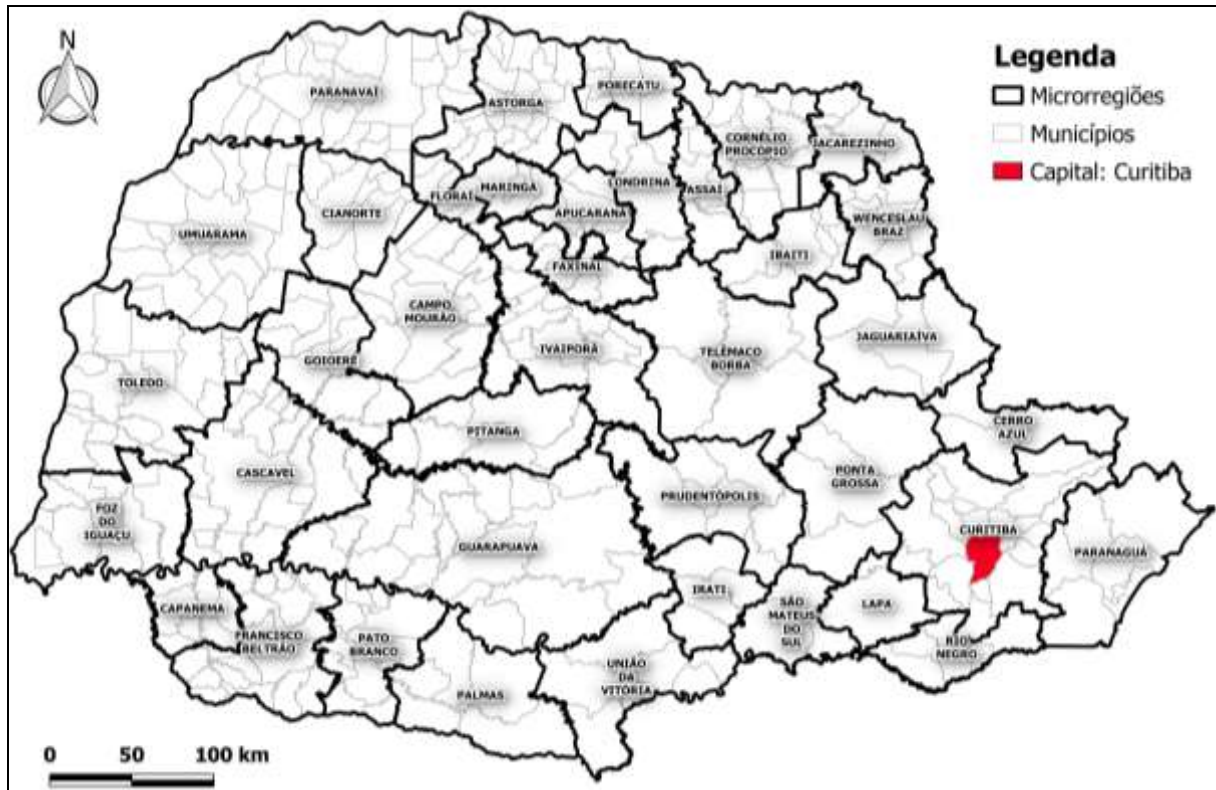 N
Legenda
Microrregiões
Municípios
Capital: Curitiba
PARANAVAÍ
ASTORGA
PORECATU
CORNÉLIO
PROCÓPIO
JACAREZINHO
FLORAÍ
MARINGÁ
LONDRINA
ASSAÍ
CIANORTE
APUCARANA
UMUARAMA
WENCESLAU
BRAZ
FAXINAL
IBAITI
CAMPO
MOURÃO
IVAIPORÃ
TELÊMACO
BORBA
JAGUARIAÍVA
GOIOERÊ
TOLEDO
PITANGA
CERRO
AZUL
CASCAVEL
PONTA
GROSSA
PRUDENTÓPOLIS
FOZ
DO
IGUAÇU
GUARAPUAVA
CURITIBA
PARANAGUÁ
CAPANEMA
IRATI
SÃO
MATEUS
DO
SUL
LAPA
FRANCISCO
BELTRÃO
PATO
BRANCO
RIO
NEGRO
UNIÃO
DA
VITÓRIA
PALMAS
0 50 100 km